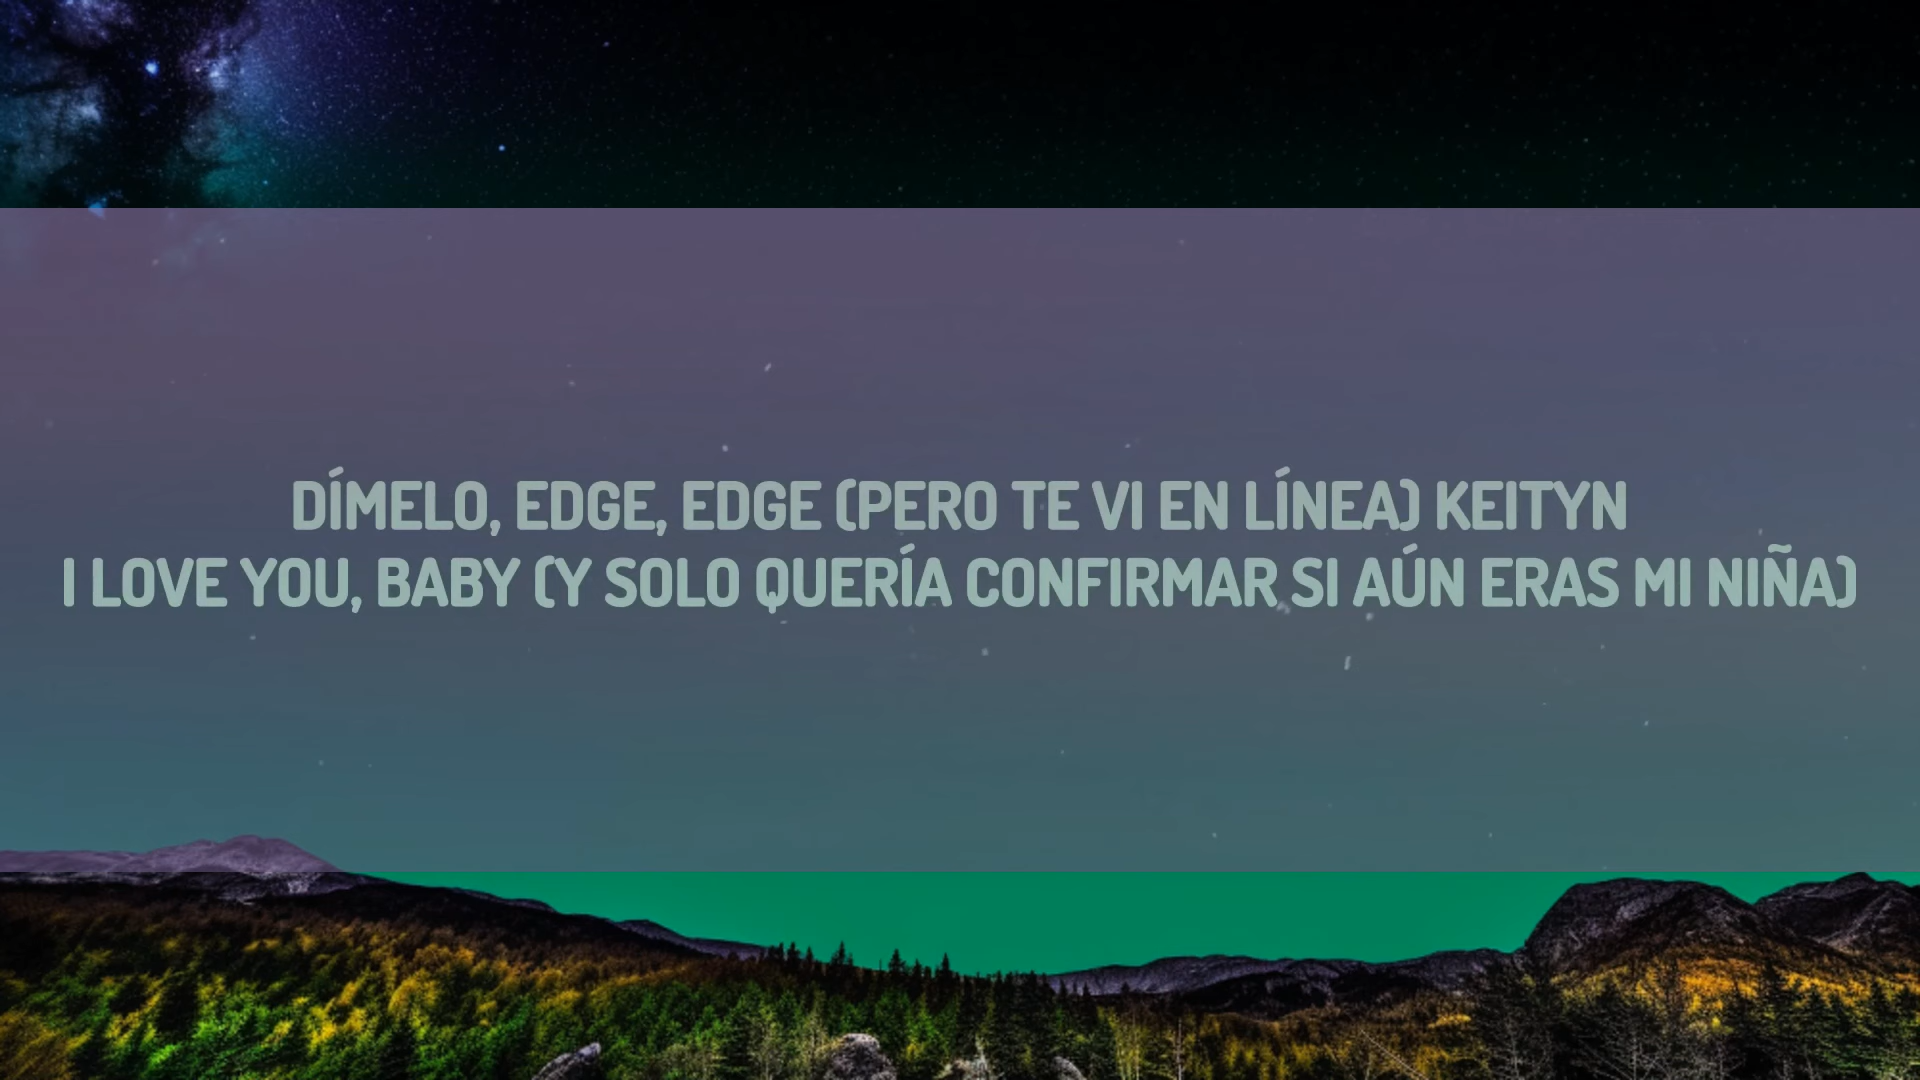 DÍMELO, EDGE, EDGE (PERO TE VI EN LÍNEA) KEITYN
I LOVE YOU, BABY (Y SOLO QUERÍA CONFIRMAR SI AÚN ERAS MI NIÑA)